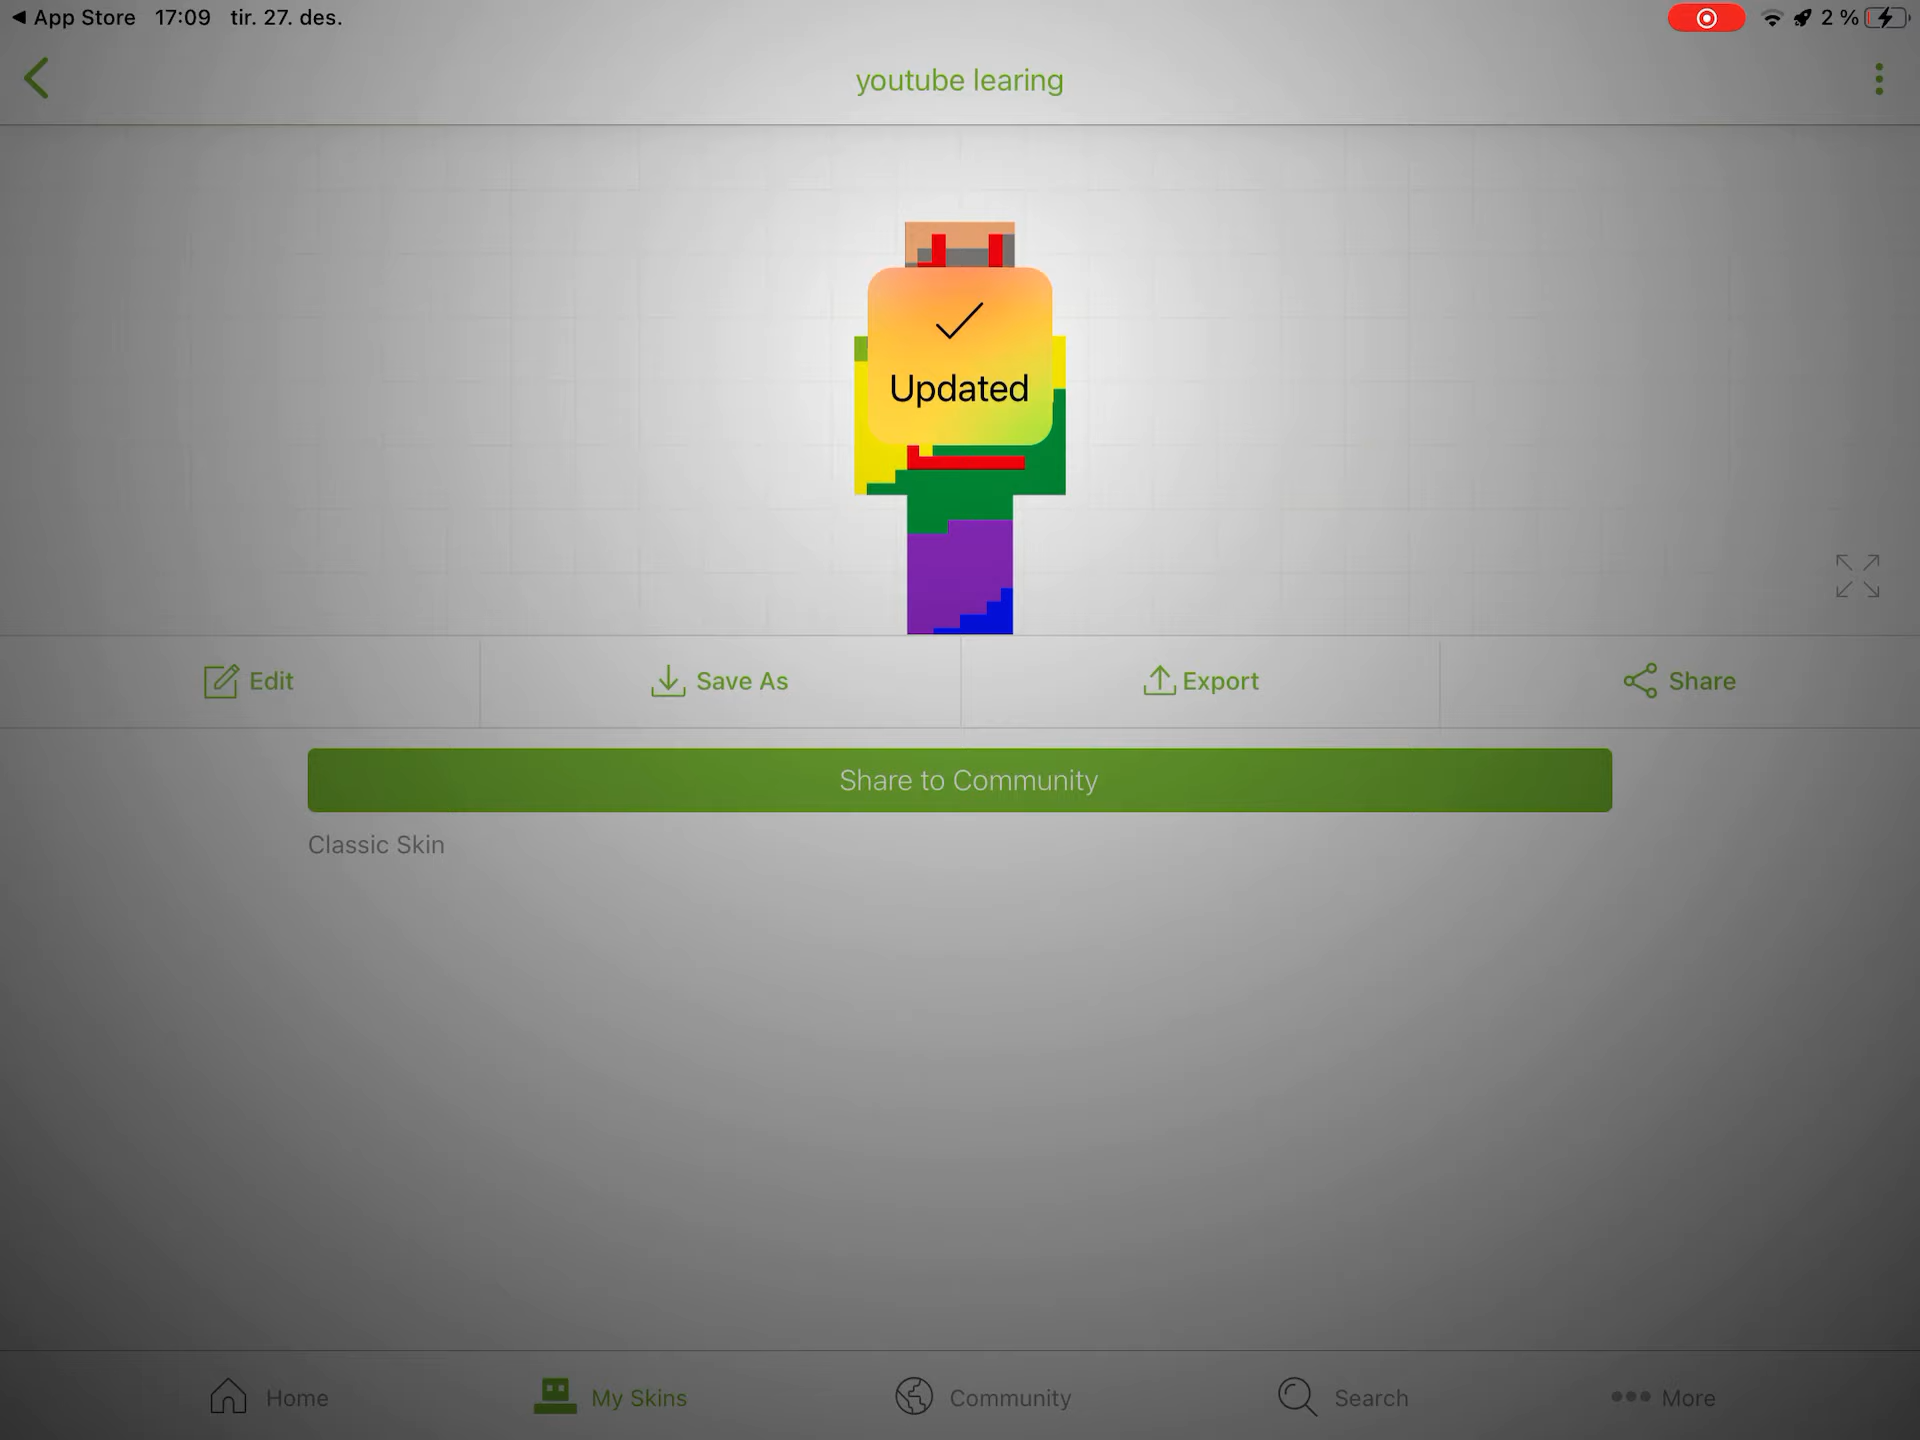 App Store 17:09 tir. 27. des. 2 %
youtube learing
Updated
Edit Save As Export Share
Share to Community
Classic Skin
Home My Skins Community Search More